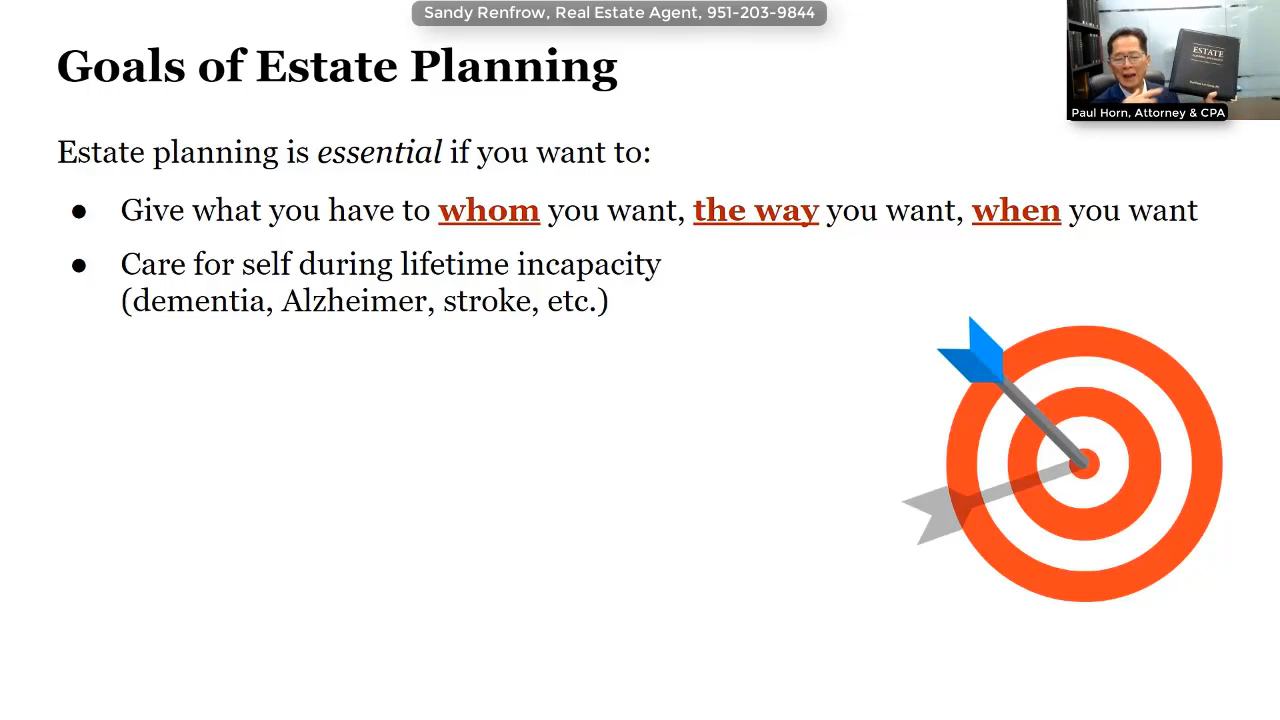 Sandy Renfrow, Real Estate Agent, 951-203-9844
Goals of Estate Planning
ESTATE
Paul Horn, Attorney & CPA
Estate planning is essential if you want to:
● Give what you have to whom you want, the way you want, when you want
● Care for self during lifetime incapacity
(dementia, Alzheimer, stroke, etc.)